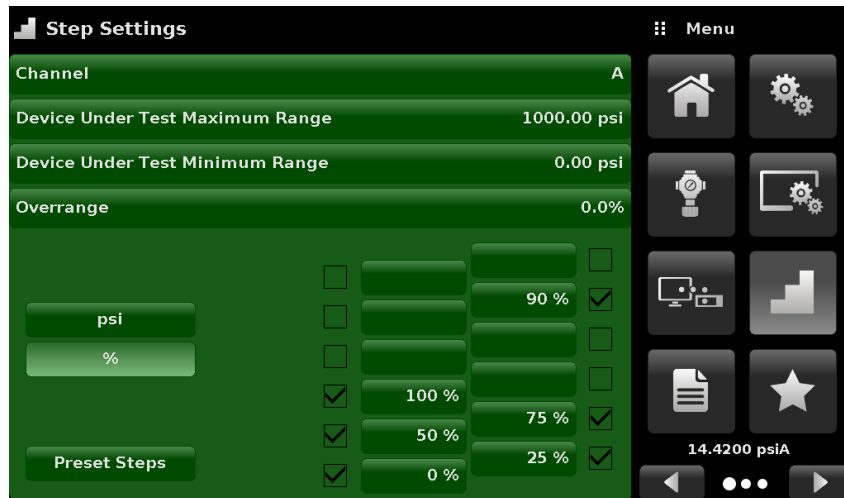 Step Settings
Menu
Channel A
Device Under Test Maximum Range 1000.00 psi
Device Under Test Minimum Range 0.00 psi
Overrange 0.0%
90 %
psi
%
100 %
75 %
50 %
25 %
Preset Steps
0 %
14.4200 psiA